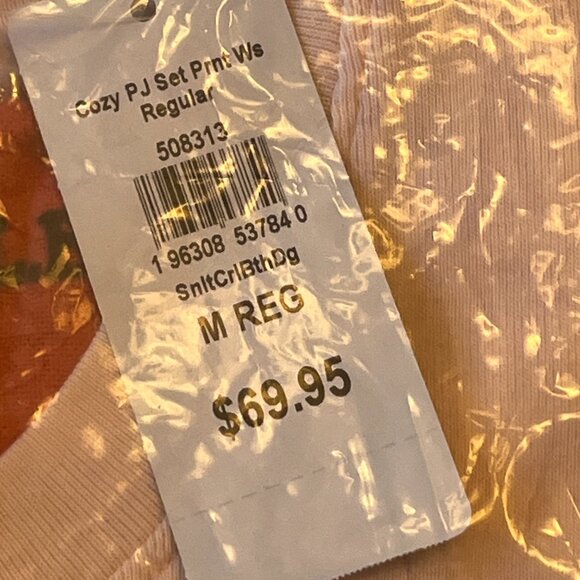 Cozy PJ Set Prnt Ws
Regular
508313
1 96308 53784 0
SnltCrlBthDg
M REG
$69.95